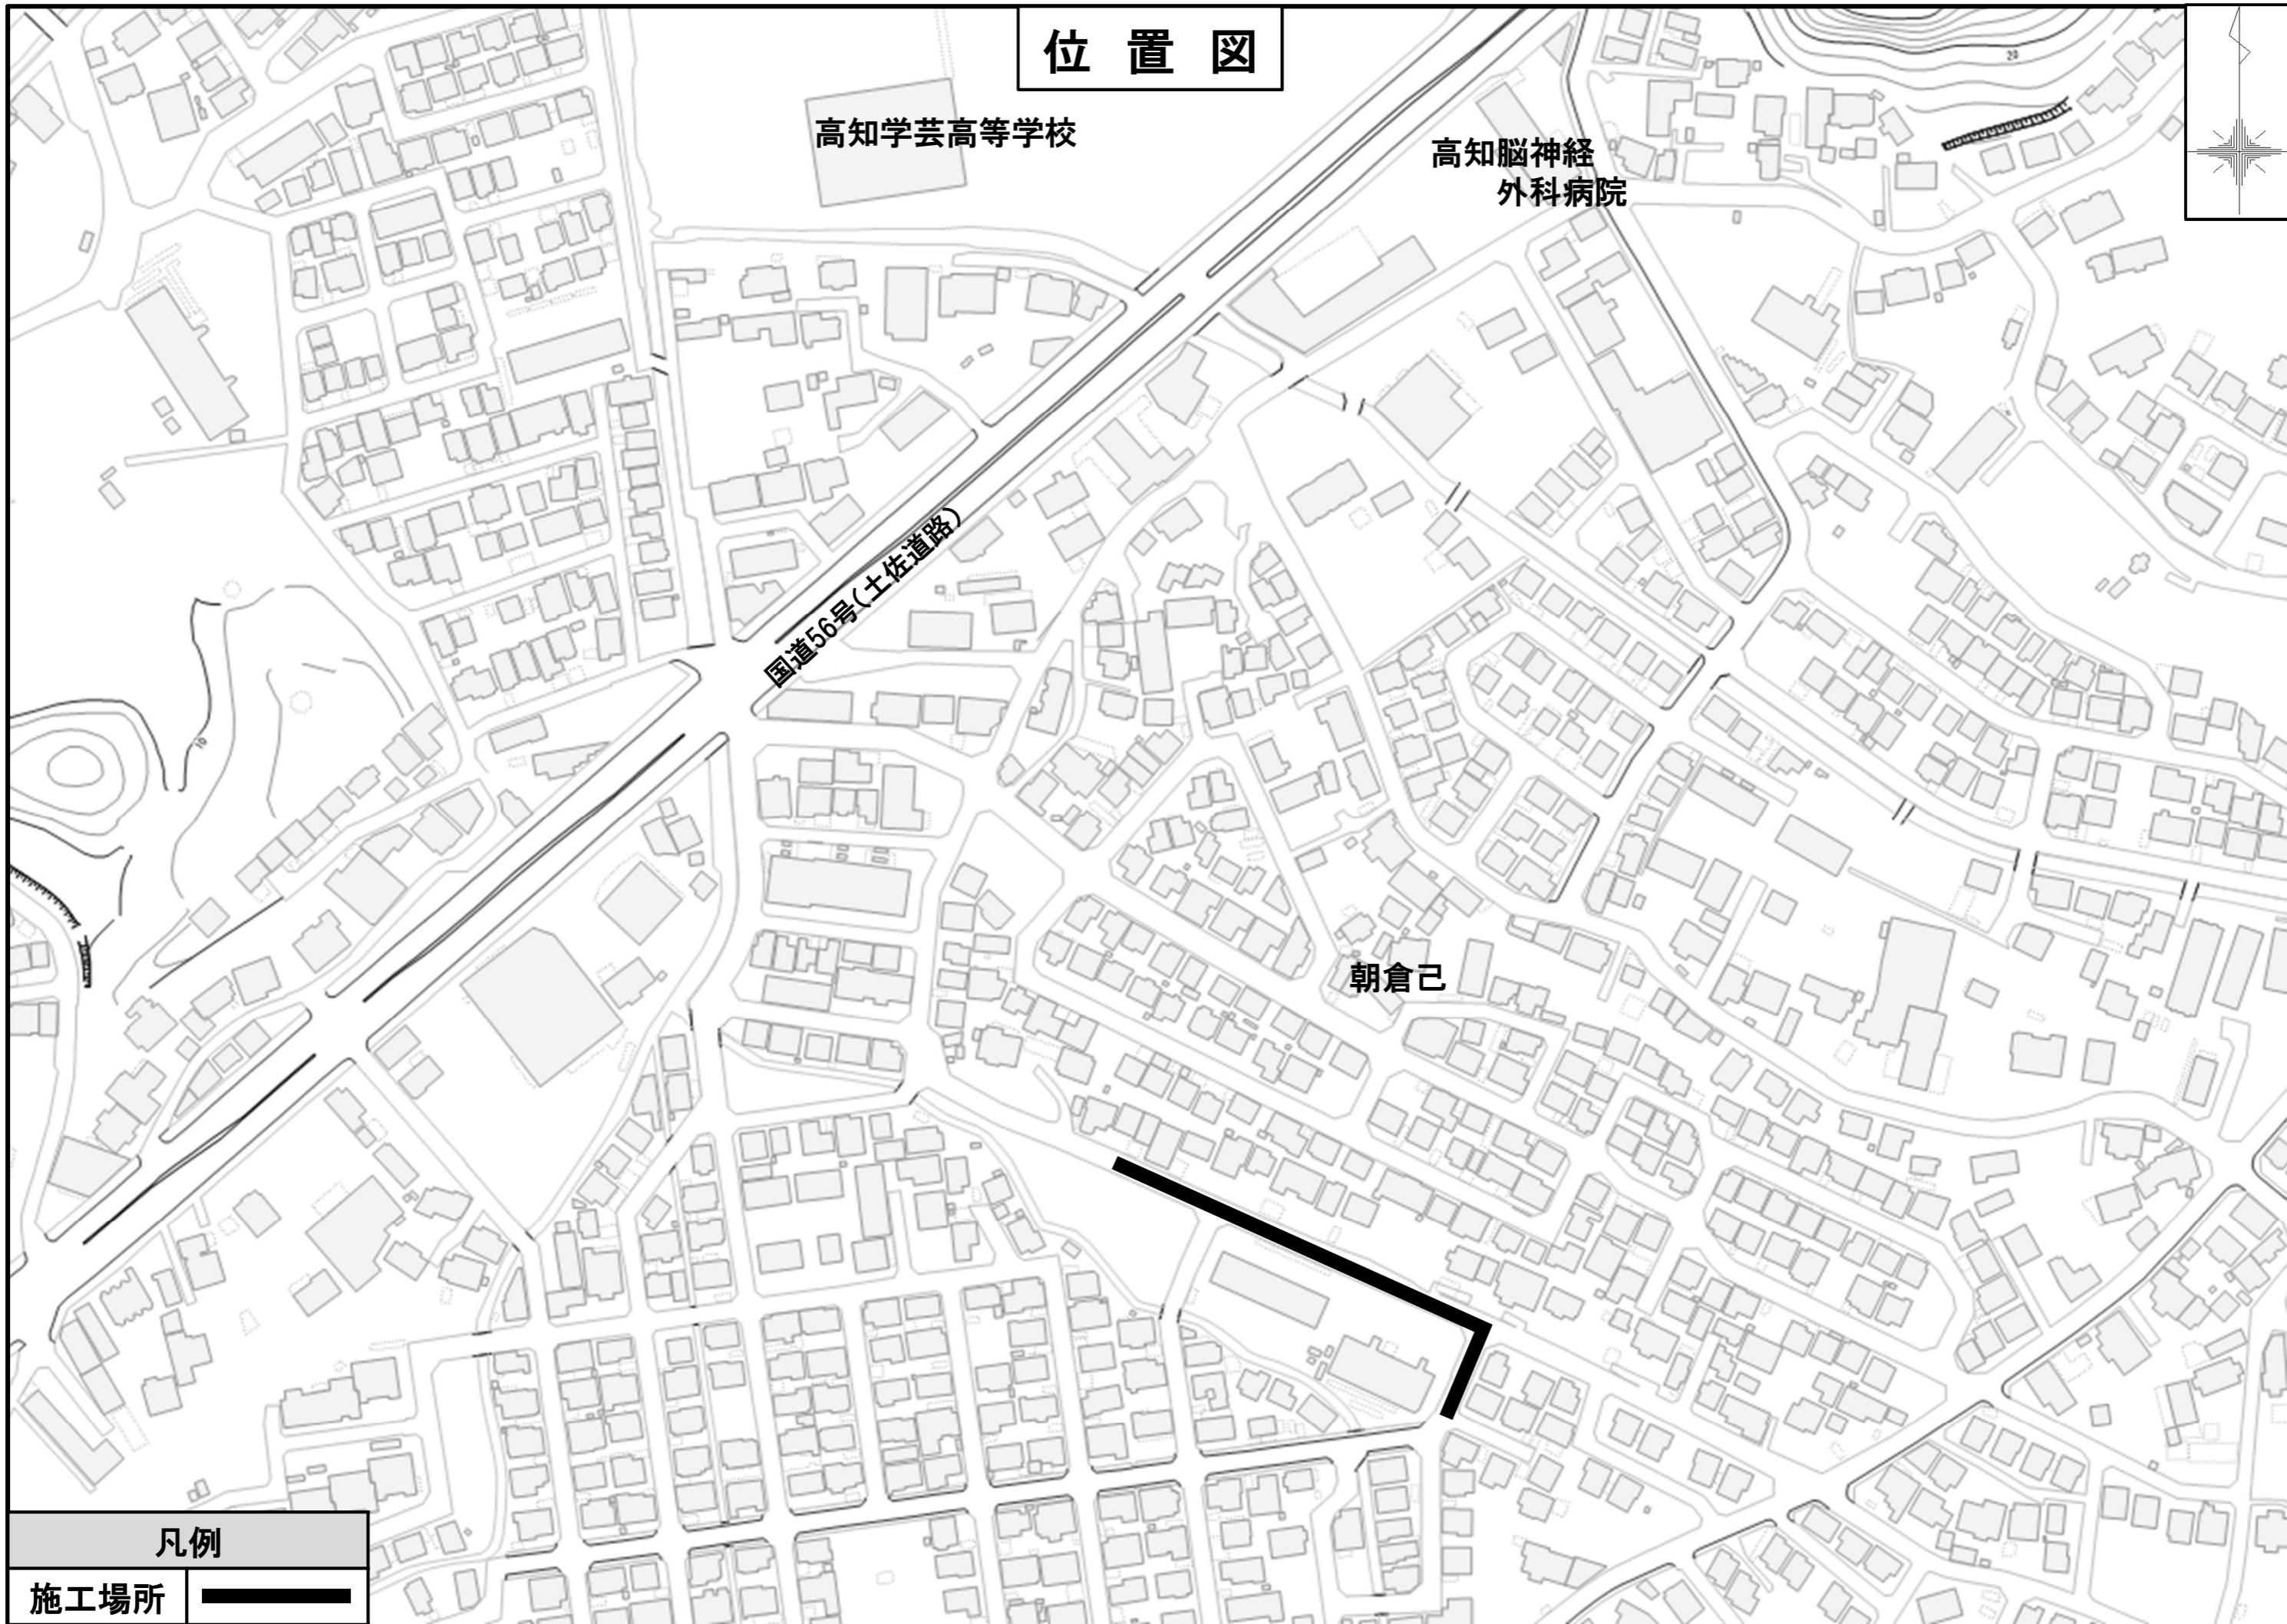 位置図
20
高知学芸高等学校
高知脳神経
外科病院
国道56号(土佐道路)
10
朝倉己
凡例
施工場所